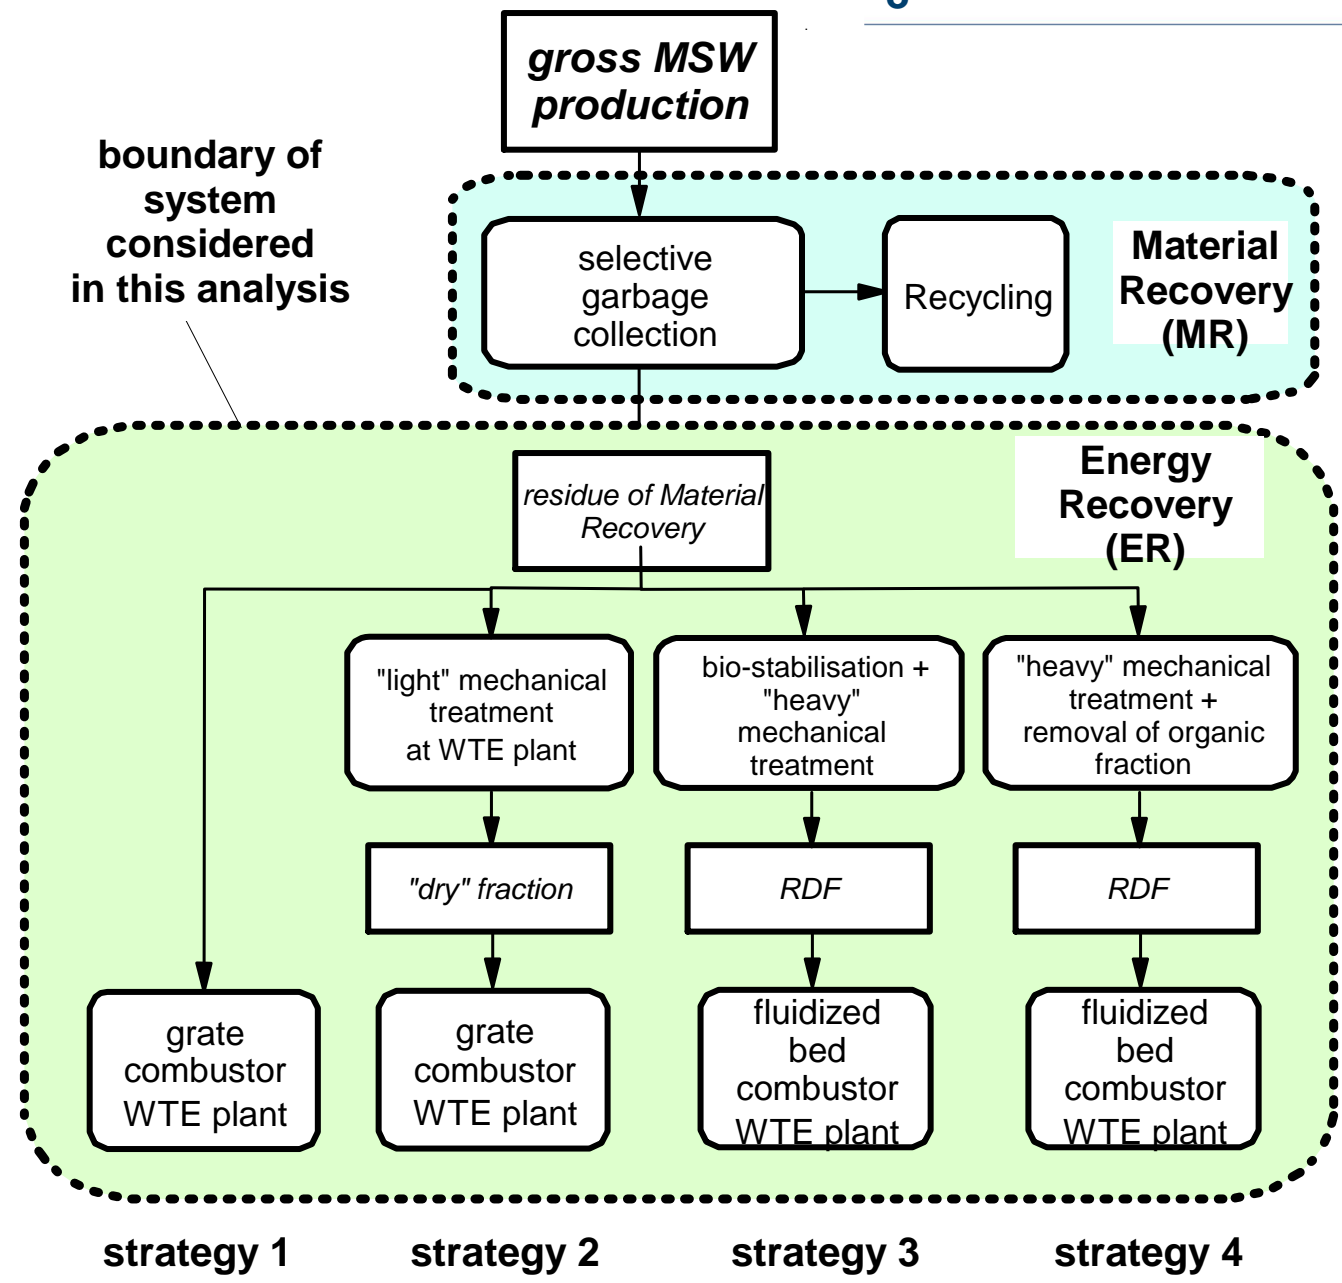 gross MSW
production
boundary of
system
considered
in this analysis
selective
garbage
collection
Recycling
Material
Recovery
(MR)
Energy
Recovery
(ER)
residue of Material
Recovery
"light" mechanical
treatment
at WTE plant
bio-stabilisation +
"heavy"
mechanical
treatment
"heavy" mechanical
treatment +
removal of organic
fraction
"dry" fraction
RDF
RDF
grate
combustor
WTE plant
grate
combustor
WTE plant
fluidized
bed
combustor
WTE plant
fluidized
bed
combustor
WTE plant
strategy 1
strategy 2
strategy 3
strategy 4